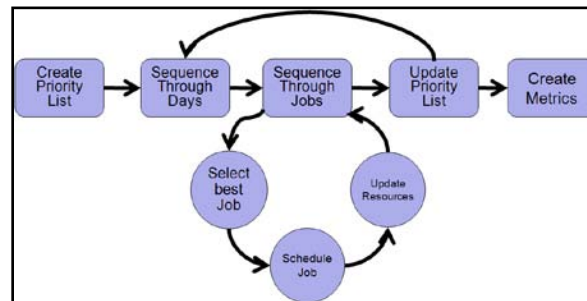 Create
Priority
List
Sequence
Through
Days
Sequence
Through
Jobs
Update
Priority
List
Create
Metrics
Select
best
Job
Update
Resources
Schedule
Job